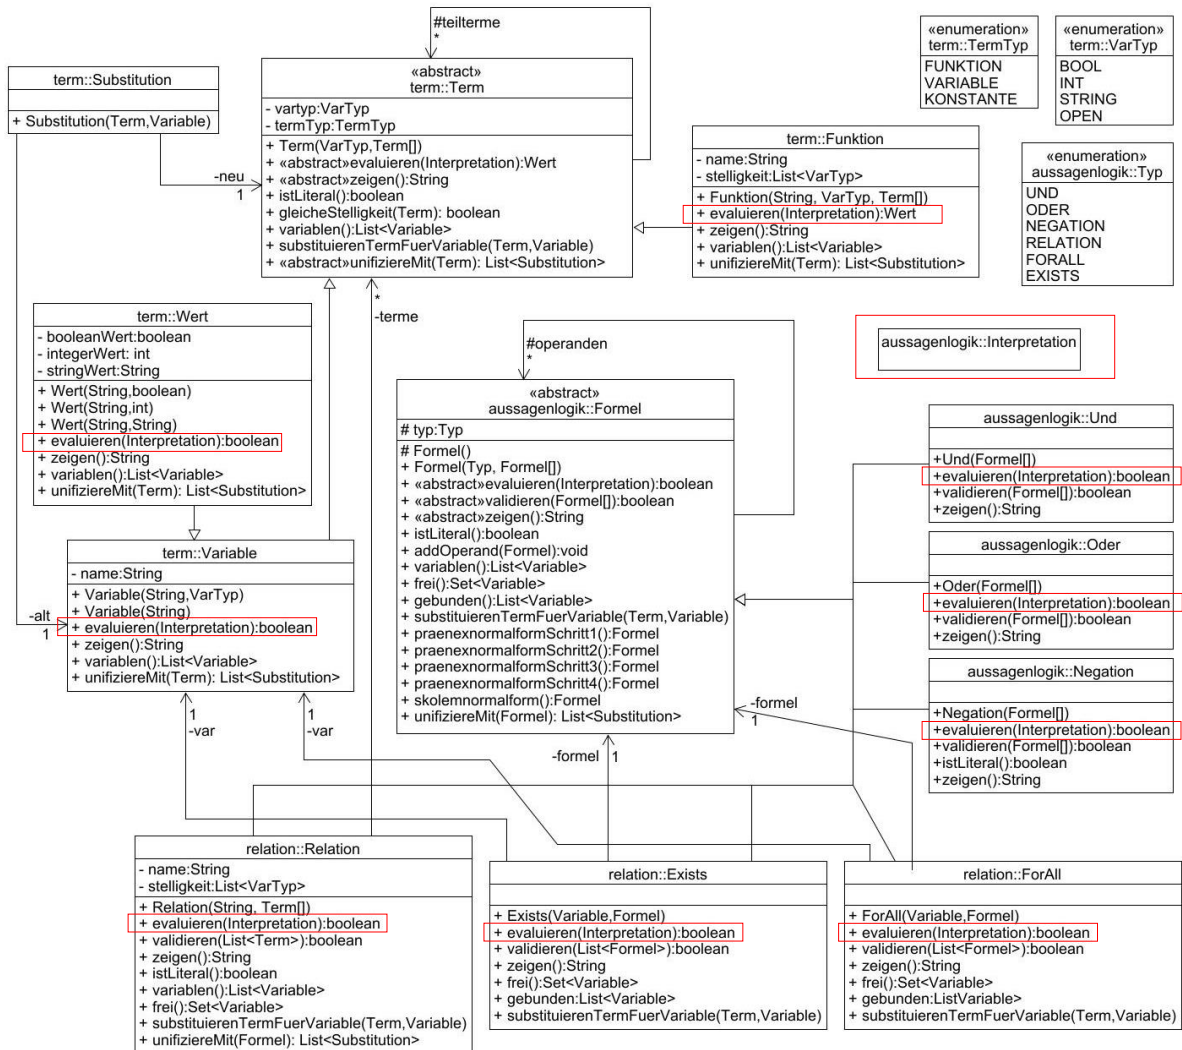 #teilterme
*
«enumeration»
term::TermTyp
FUNKTION
VARIABLE
KONSTANTE
«enumeration»
term::VarTyp
BOOL
INT
STRING
OPEN
term::Substitution
+ Substitution(Term,Variable)
«abstract»
term::Term
- vartyp:VarTyp
- termTyp:TermTyp
+ Term(VarTyp,Term[])
+ «abstract»evaluieren(Interpretation):Wert
+ «abstract»zeigen():String
+ istLiteral():boolean
+ gleicheStelligkeit(Term): boolean
+ variablen():List<Variable>
+ substituierenTermFuerVariable(Term,Variable)
+ «abstract»unifiziereMit(Term): List<Substitution>
-neu
1
term::Funktion
- name:String
- stelligkeit:List<VarTyp>
+ Funktion(String, VarTyp, Term[])
+ evaluieren(Interpretation):Wert
+ zeigen():String
+ variablen():List<Variable>
+ unifiziereMit(Term): List<Substitution>
«enumeration»
aussagenlogik::Typ
UND
ODER
NEGATION
RELATION
FORALL
EXISTS
*
-terme
term::Wert
- booleanWert:boolean
- integerWert: int
- stringWert:String
+ Wert(String,boolean)
+ Wert(String,int)
+ Wert(String,String)
+ evaluieren(Interpretation):boolean
+ zeigen():String
+ variablen():List<Variable>
+ unifiziereMit(Term): List<Substitution>
#operanden
*
aussagenlogik::Interpretation
«abstract»
aussagenlogik::Formel
# typ:Typ
# Formel()
+ Formel(Typ, Formel[])
+ «abstract»evaluieren(Interpretation):boolean
+ «abstract»validieren(Formel[]):boolean
+ «abstract»zeigen():String
+ istLiteral():boolean
+ addOperand(Formel):void
+ variablen():List<Variable>
+ frei():Set<Variable>
+ gebunden():List<Variable>
+ substituierenTermFuerVariable(Term,Variable)
+ praenexnormalformSchritt1():Formel
+ praenexnormalformSchritt2():Formel
+ praenexnormalformSchritt3():Formel
+ praenexnormalformSchritt4():Formel
+ skolemnormalform():Formel
+ unifiziereMit(Formel): List<Substitution>
aussagenlogik::Und
+Und(Formel[])
+evaluieren(Interpretation):boolean
+validieren(Formel[]):boolean
+zeigen():String
aussagenlogik::Oder
+Oder(Formel[])
+evaluieren(Interpretation):boolean
+validieren(Formel[]):boolean
+zeigen():String
aussagenlogik::Negation
+Negation(Formel[])
+evaluieren(Interpretation):boolean
+validieren(Formel[]):boolean
+istLiteral():boolean
+zeigen():String
term::Variable
- name:String
+ Variable(String,VarTyp)
+ Variable(String)
+ evaluieren(Interpretation):boolean
+ zeigen():String
+ variablen():List<Variable>
+ unifiziereMit(Term): List<Substitution>
-alt
1
1
-var
1
-var
-formel
1
-formel
1
relation::Relation
- name:String
- stelligkeit:List<VarTyp>
+ Relation(String, Term[])
+ evaluieren(Interpretation):boolean
+ validieren(List<Term>):boolean
+ zeigen():String
+ istLiteral():boolean
+ variablen():List<Variable>
+ frei():Set<Variable>
+ substituierenTermFuerVariable(Term,Variable)
+ unifiziereMit(Formel): List<Substitution>
relation::Exists
+ Exists(Variable,Formel)
+ evaluieren(Interpretation):boolean
+ validieren(List<Formel>):boolean
+ zeigen():String
+ frei():Set<Variable>
+ gebunden:List<Variable>
+ substituierenTermFuerVariable(Term,Variable)
relation::ForAll
+ ForAll(Variable,Formel)
+ evaluieren(Interpretation):boolean
+ validieren(List<Formel>):boolean
+ zeigen():String
+ frei():Set<Variable>
+ gebunden:ListVariable>
+ substituierenTermFuerVariable(Term,Variable)